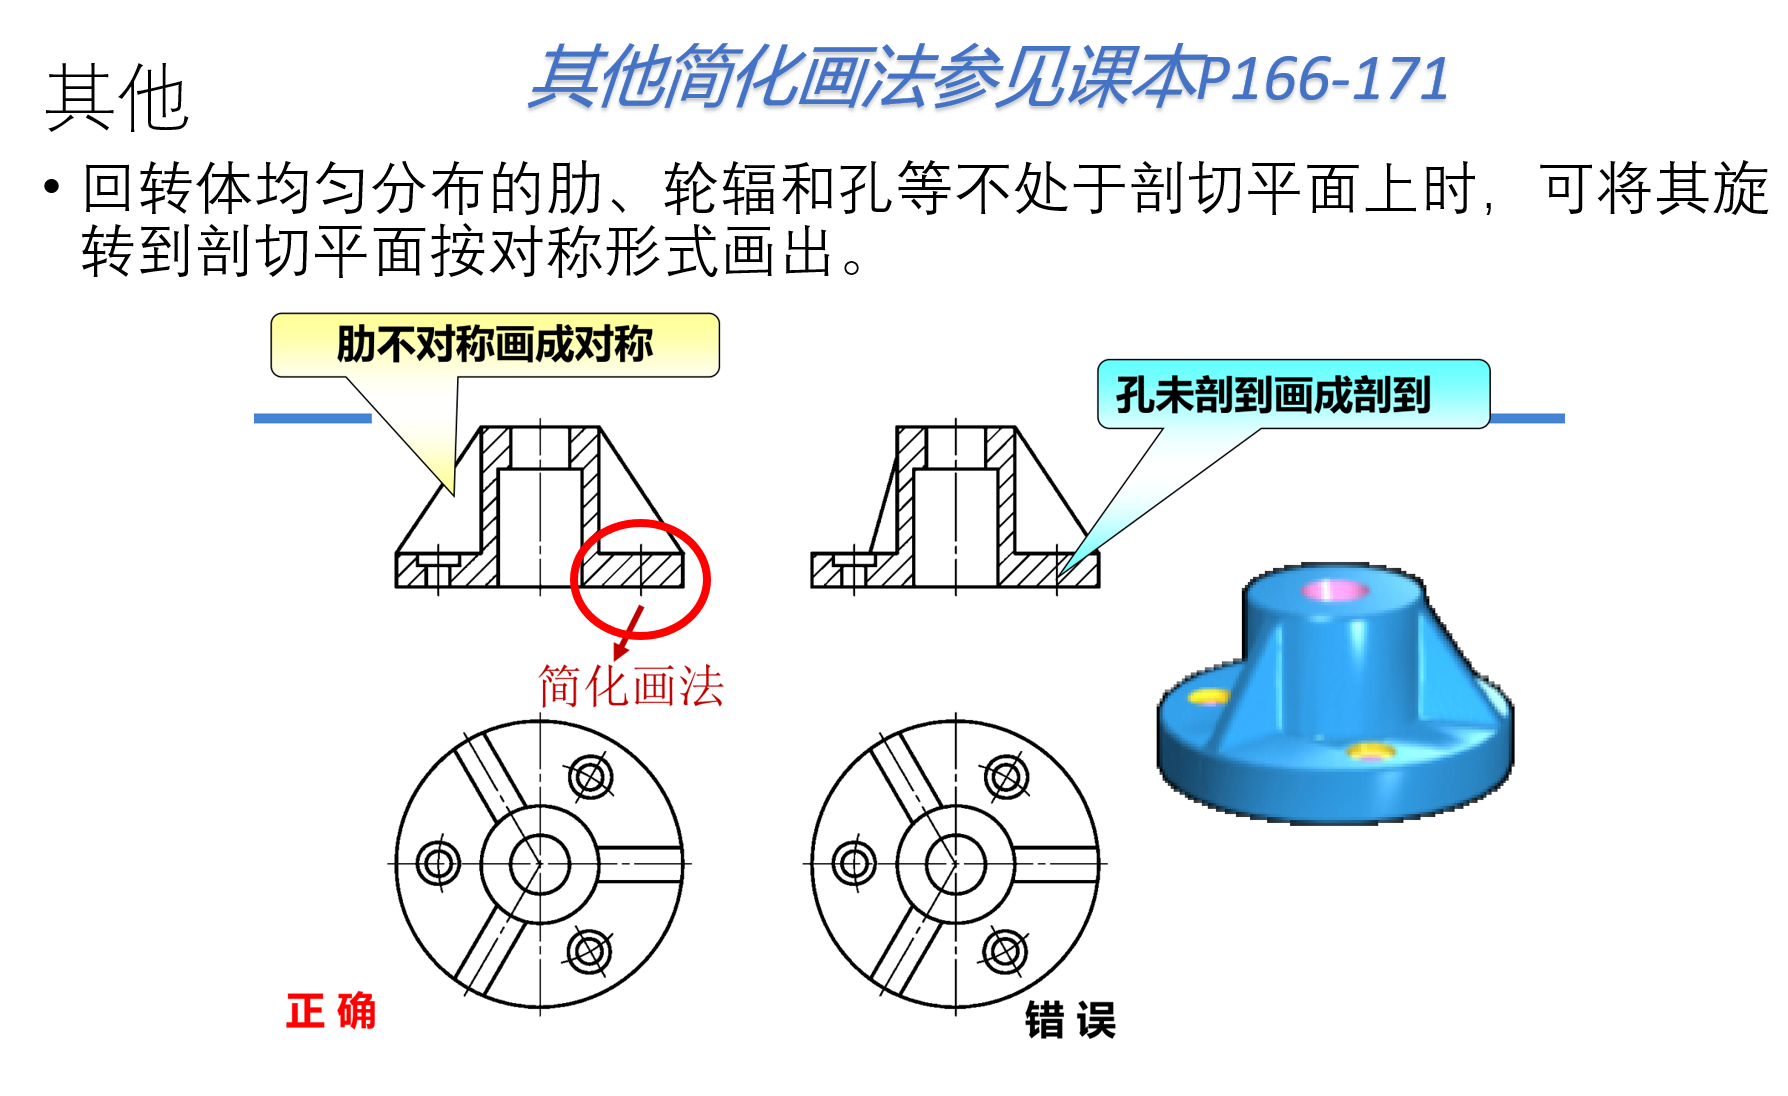 其他
其他简化画法参见课本P166-171
• 回转体均匀分布的肋、轮辐和孔等不处于剖切平面上时，可将其旋
转到剖切平面按对称形式画出。
肋不对称画成对称
孔未剖到画成剖到
简化画法
正 确
错 误